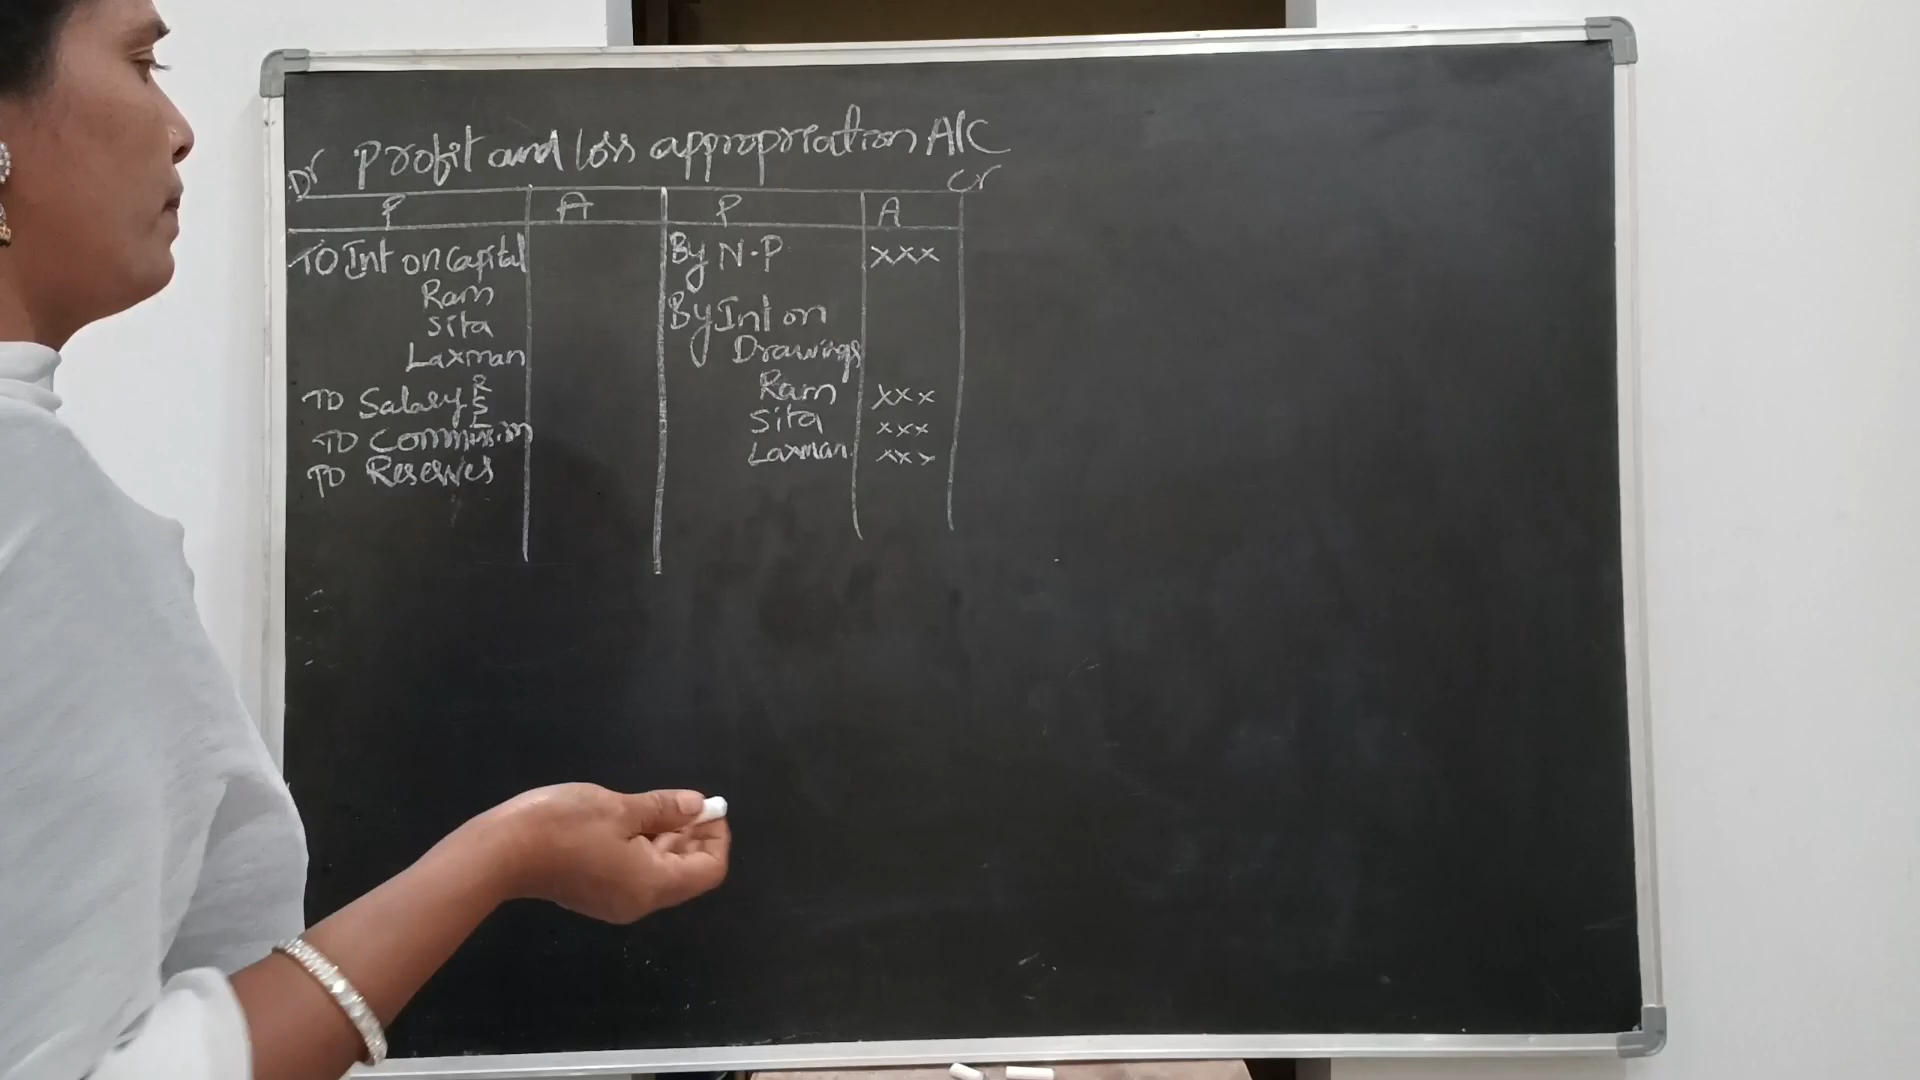 Profit and loss appropriation A/C
Dr Cr
P A P A
TO Int on Capital By N.P xxx
Ram
Sita By Int on
Laxman Drawings
TO Salary R S L Ram xxx
TO Commission Sita xxx
TO Reserves Laxman xxx